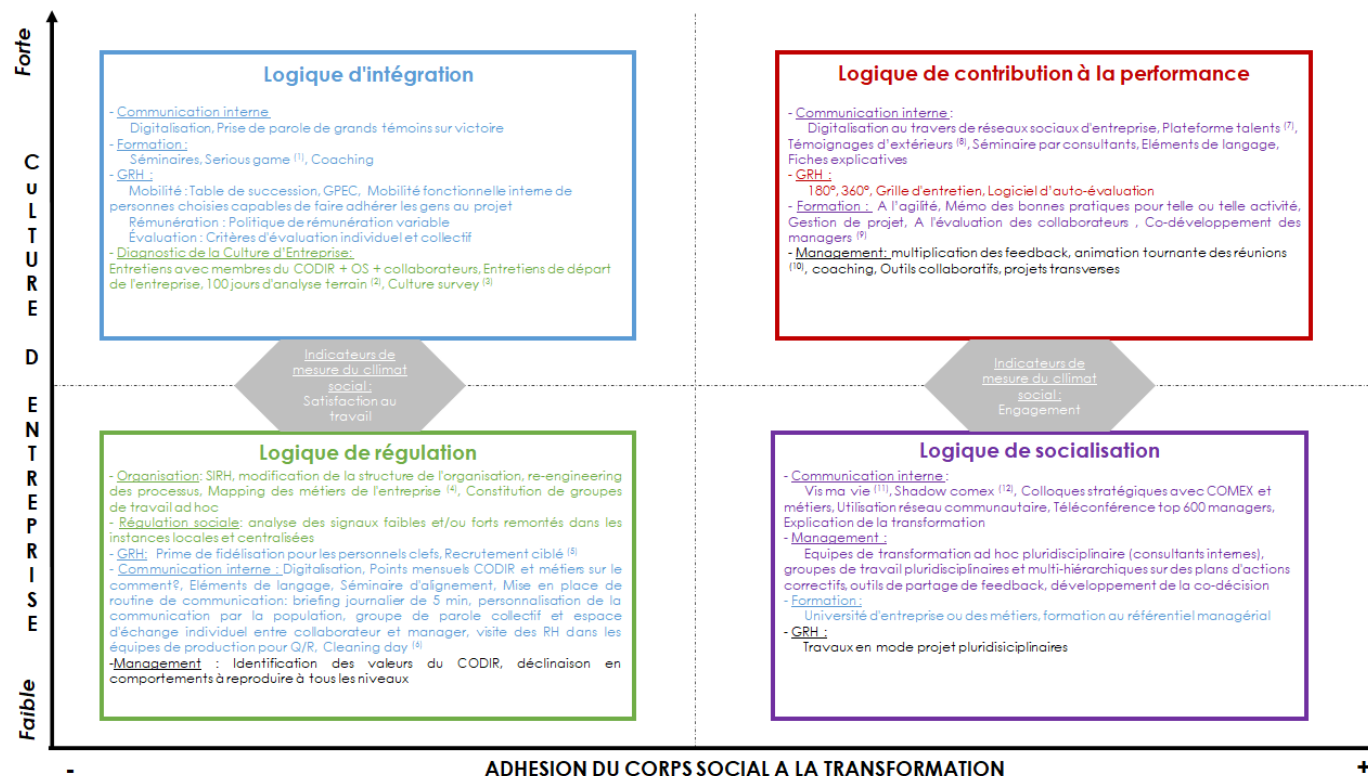 Forte
CuLTURE D ENTREPRISE
Faible
Logique d'intégration
- Communication interne
Digitalisation, Prise de parole de grands témoins sur victoire
- Formation :
Séminaires, Serious game (1), Coaching
- GRH :
Mobilité : Table de succession, GPEC, Mobilité fonctionnelle interne de
personnes choisies capables de faire adhérer les gens au projet
Rémunération : Politique de rémunération variable
Évaluation : Critères d'évaluation individuel et collectif
- Diagnostic de la Culture d'Entreprise:
Entretiens avec membres du CODIR + OS + collaborateurs, Entretiens de départ
de l'entreprise, 100 jours d'analyse terrain (2), Culture survey (3)
Logique de contribution à la performance
- Communication interne :
Digitalisation au travers de réseaux sociaux d'entreprise, Plateforme talents (7),
Témoignages d'extérieurs (8), Séminaire par consultants, Eléments de langage,
Fiches explicatives
- GRH :
180°, 360°, Grille d'entretien, Logiciel d'auto-évaluation
- Formation : A l'agilité, Mémo des bonnes pratiques pour telle ou telle activité,
Gestion de projet, A l'évaluation des collaborateurs , Co-développement des
managers (9)
- Management: multiplication des feedback, animation tournante des réunions
(10), coaching, Outils collaboratifs, projets transverses
Indicateurs de
mesure du cllimat
social :
Satisfaction au
travail
Indicateurs de
mesure du cllimat
social :
Engagement
Logique de régulation
- Organisation: SIRH, modification de la structure de l'organisation, re-engineering
des processus, Mapping des métiers de l'entreprise (4), Constitution de groupes
de travail ad hoc
- Régulation sociale: analyse des signaux faibles et/ou forts remontés dans les
instances locales et centralisées
- GRH: Prime de fidélisation pour les personnels clefs, Recrutement ciblé (5)
- Communication interne : Digitalisation, Points mensuels CODIR et métiers sur le
comment?, Eléments de langage, Séminaire d'alignement, Mise en place de
routine de communication: briefing journalier de 5 min, personnalisation de la
communication par la population, groupe de parole collectif et espace
d'échange individuel entre collaborateur et manager, visite des RH dans les
équipes de production pour Q/R, Cleaning day (6)
-Management : Identification des valeurs du CODIR, déclinaison en
comportements à reproduire à tous les niveaux
Logique de socialisation
- Communication interne :
Vis ma vie (11), Shadow comex (12), Colloques stratégiques avec COMEX et
métiers, Utilisation réseau communautaire, Téléconférence top 600 managers,
Explication de la transformation
- Management :
Equipes de transformation ad hoc pluridisciplinaire (consultants internes),
groupes de travail pluridisciplinaires et multi-hiérarchiques sur des plans d'actions
correctifs, outils de partage de feedback, développement de la co-décision
- Formation :
Université d'entreprise ou des métiers, formation au référentiel managérial
- GRH :
Travaux en mode projet pluridisiciplinaires
- ADHESION DU CORPS SOCIAL A LA TRANSFORMATION +